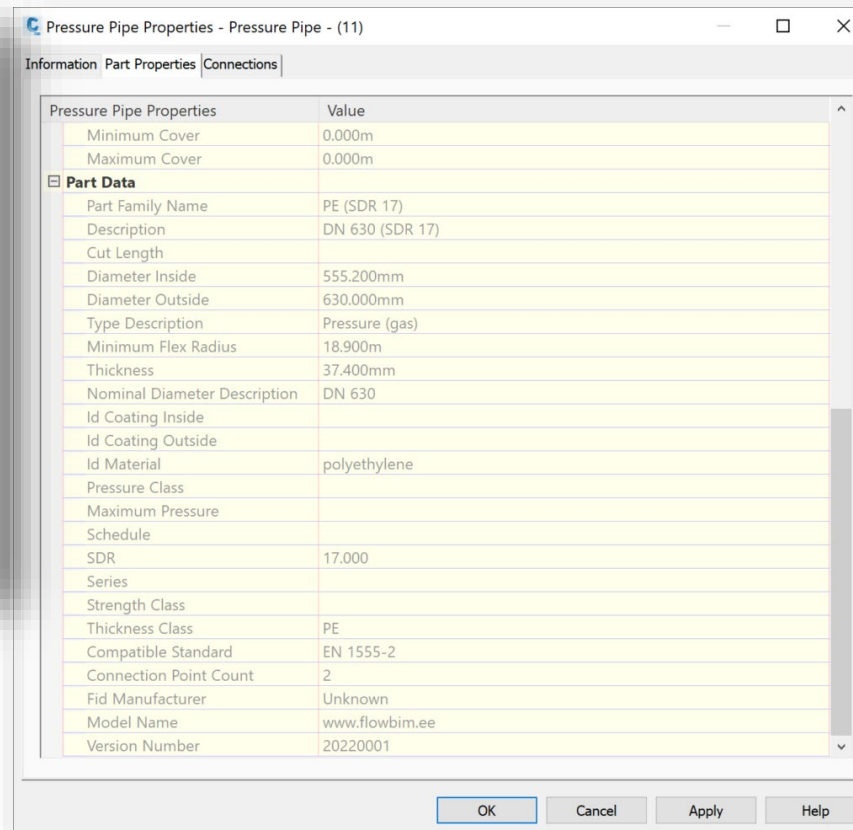 Pressure Pipe Properties - Pressure Pipe - (11)
Information Part Properties Connections
Pressure Pipe Properties Value
Minimum Cover 0.000m
Maximum Cover 0.000m
Part Data
Part Family Name PE (SDR 17)
Description DN 630 (SDR 17)
Cut Length
Diameter Inside 555.200mm
Diameter Outside 630.000mm
Type Description Pressure (gas)
Minimum Flex Radius 18.900m
Thickness 37.400mm
Nominal Diameter Description DN 630
Id Coating Inside
Id Coating Outside
Id Material polyethylene
Pressure Class
Maximum Pressure
Schedule
SDR 17.000
Series
Strength Class
Thickness Class PE
Compatible Standard EN 1555-2
Connection Point Count 2
Fid Manufacturer Unknown
Model Name www.flowbim.ee
Version Number 20220001
OK Cancel Apply Help